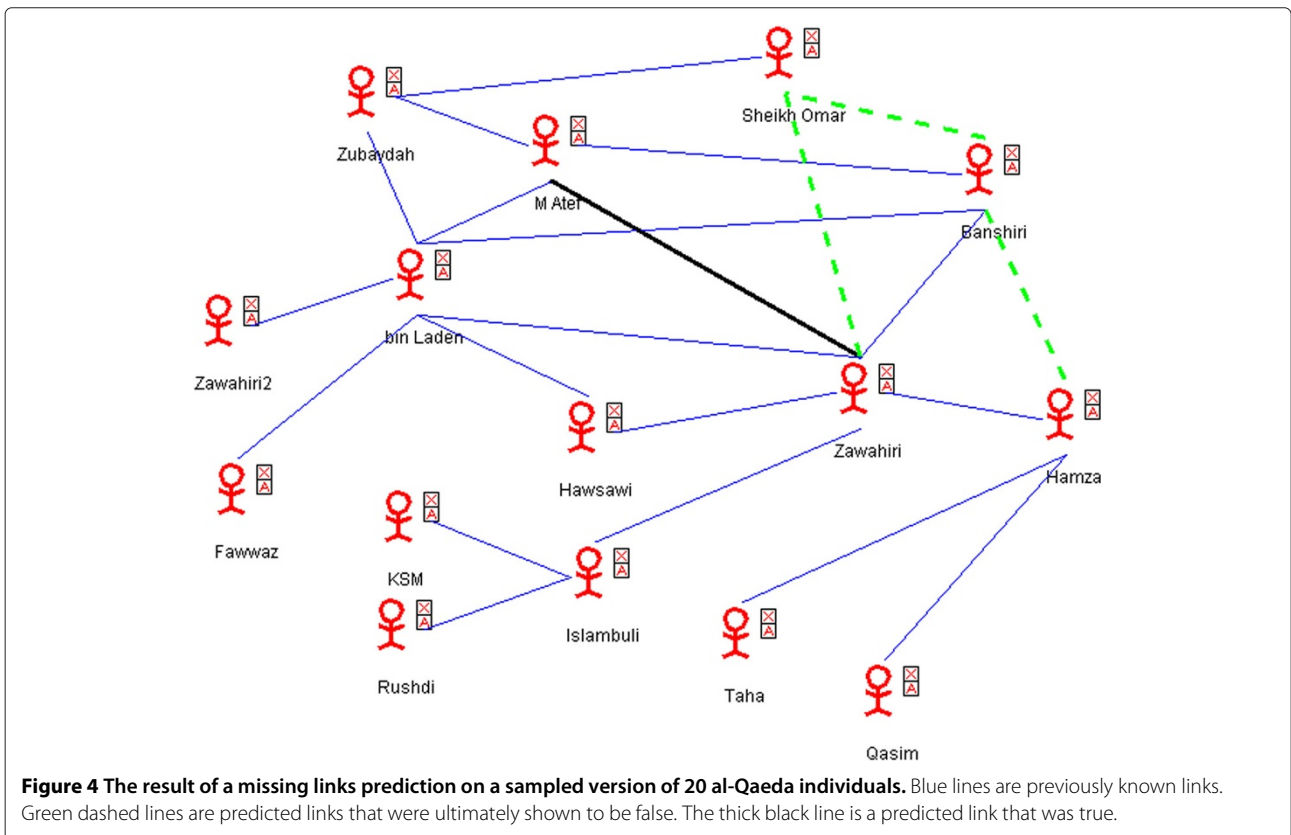 Sheikh Omar
Zubaydah
M Atef
Banshiri
bin Laden
Zawahiri2
Zawahiri
Hamza
Hawsawi
Fawwaz
KSM
Islambuli
Rushdi
Taha
Qasim
X
A
X
A
X
A
X
A
X
A
X
A
X
A
X
A
X
A
X
A
X
A
X
A
X
A
X
A
X
A
Figure 4 The result of a missing links prediction on a sampled version of 20 al-Qaeda individuals. Blue lines are previously known links.
Green dashed lines are predicted links that were ultimately shown to be false. The thick black line is a predicted link that was true.